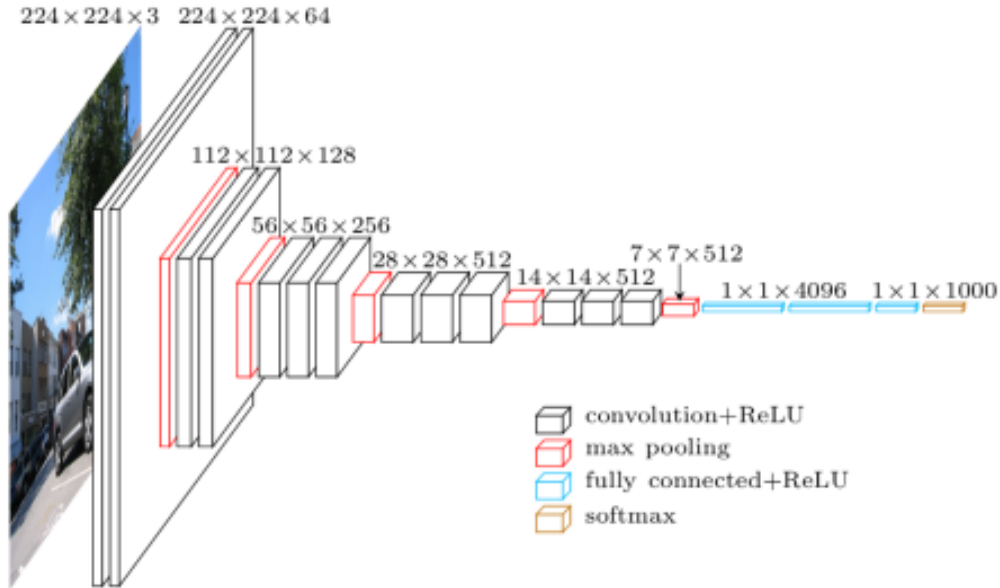 224×224×3
224×224×64
112×112×128
56×56×256
28×28×512
14×14×512
7×7×512
1×1×4096
1×1×1000
convolution+ReLU
max pooling
fully connected+ReLU
softmax